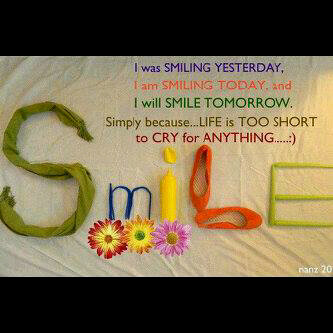 I was SMILING YESTERDAY,
I am SMILING TODAY, and
I will SMILE TOMORROW.
Simply because...LIFE is TOO SHORT
to CRY for ANYTHING.....:)
SmiLE
nanz 20